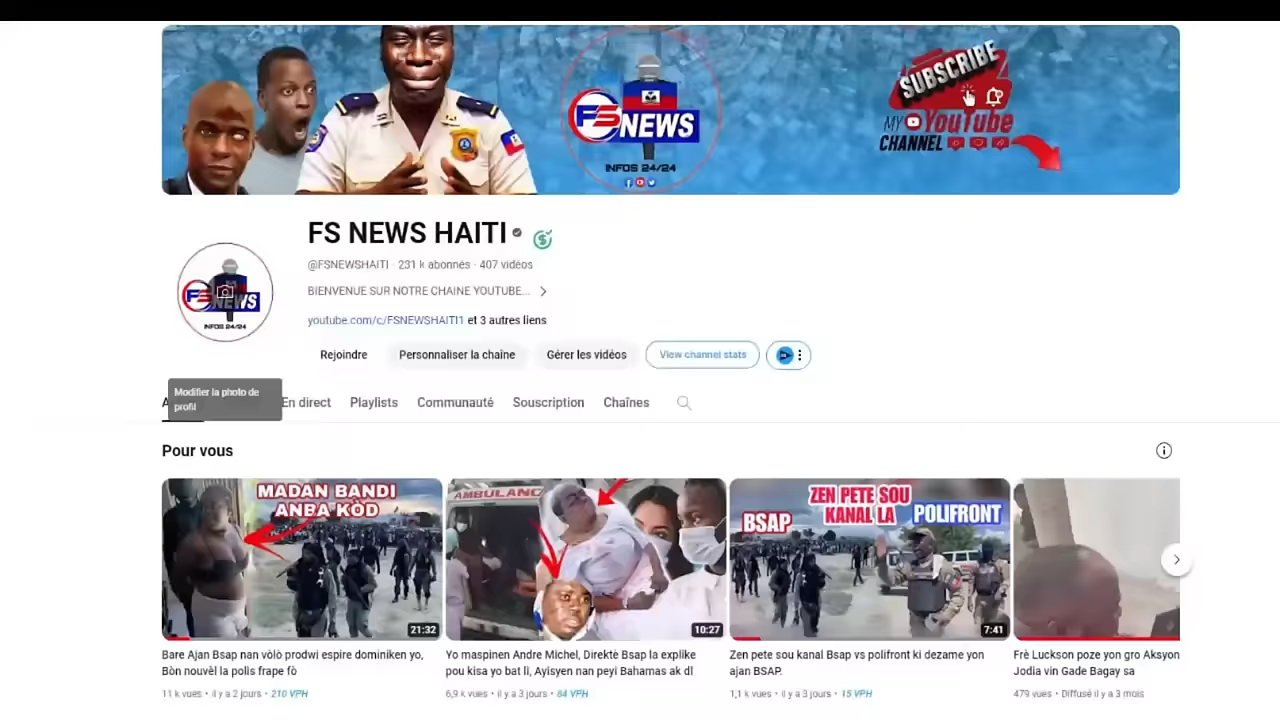 SUBSCRIBE
MY YouTube
CHANNEL
FS NEWS
INFOS 24/24
FS NEWS HAITI
@FSNEWSHAITI · 231 k abonnés · 407 vidéos
BIENVENUE SUR NOTRE CHAINE YOUTUBE...
youtube.com/c/FSNEWSHAITI1 et 3 autres liens
FS NEWS
INFOS 24/24
Rejoindre
Personnaliser la chaîne
Gérer les vidéos
View channel stats
Modifier la photo de
profil
En direct
Playlists
Communauté
Souscription
Chaînes
Pour vous
MADAN BANDI
ANBA KÒD
21:32
AMBULANC
10:27
ZEN PETE SOU
KANAL LA
BSAP
POLIFRONT
7:41
Bare Ajan Bsap nan vòlò prodwi espire dominiken yo,
Bòn nouvèl la polis frape fò
11 k vues • il y a 2 jours • 210 VPH
Yo maspinen Andre Michel, Direktè Bsap la explike
pou kisa yo bat li, Ayisyen nan peyi Bahamas ak dl
6,9 k vues • il y a 3 jours • 84 VPH
Zen pete sou kanal Bsap vs polifront ki dezame yon
ajan BSAP.
1,1 k vues • il y a 3 jours • 15 VPH
Frè Luckson poze yon gro Aksyon
Jodia vin Gade Bagay sa
479 vues • Diffusé il y a 3 mois